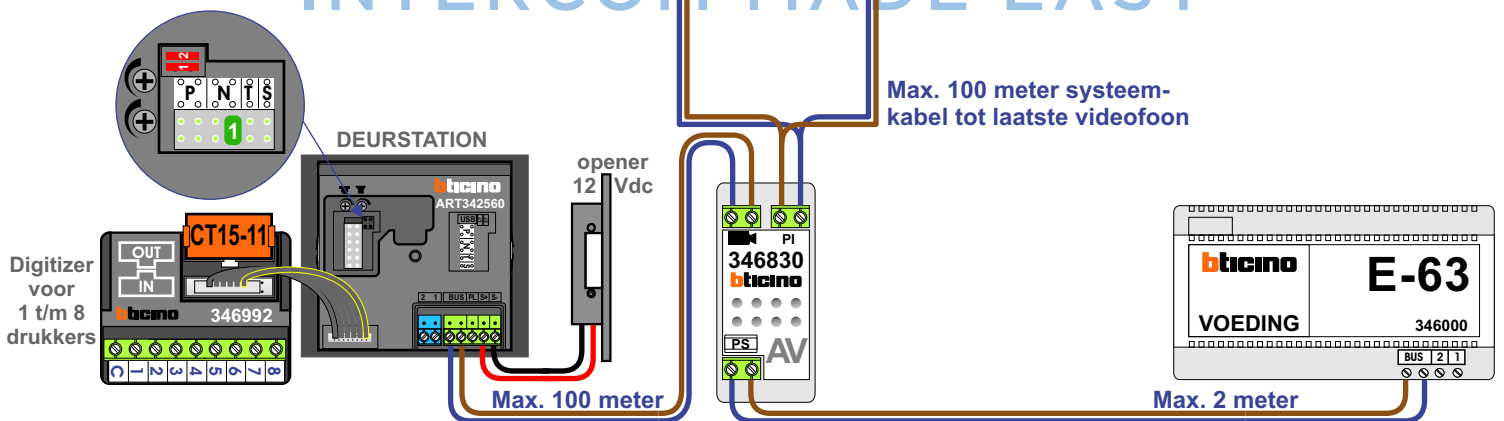 INTERCOM MADE EASY
Max. 100 meter systeem-
kabel tot laatste videofoon
2
1
P N T S
1
DEURSTATION
bticino
ART342560
USB
N
S
2 1 BUS PL S+ S-
opener
12 Vdc
Digitizer
voor
1 t/m 8
drukkers
OUT
IN
CT15-11
bticino
346992
C 1 2 3 4 5 6 7 8
Max. 100 meter
PI
346830
bticino
PS
AV
bticino
E-63
VOEDING
346000
BUS 2 1
Max. 2 meter